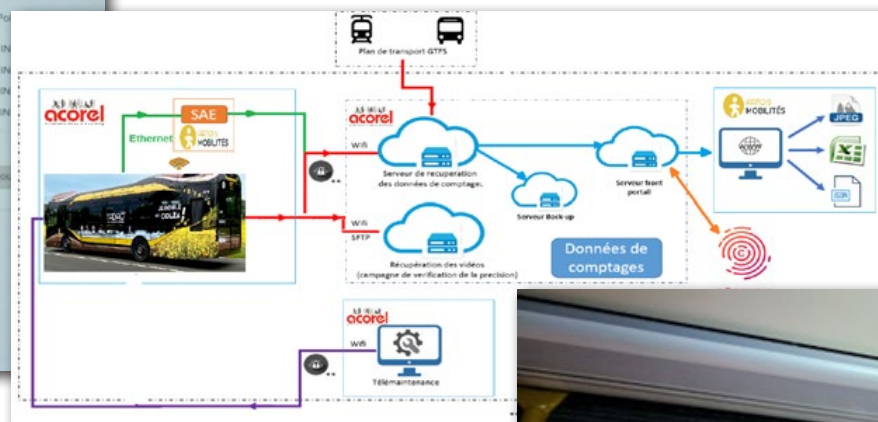 Plan de transport GTFS
acorel
SAE
Ethernet
MOBILITÉS
acorel
Wifi
Serveur de recuperation
des données de comptage.
Wifi
SFTP
Récupération des vidéos
(campagne de verification de la precision)
Serveur Back-up
Serveur front
portail
Données de
comptages
MOBILITÉS
JPEG
acorel
Wifi
Télémaintenance